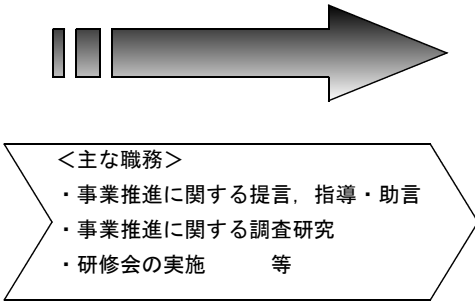 ＜主な職務＞
・事業推進に関する提言，指導・助言
・事業推進に関する調査研究
・研修会の実施　　　等